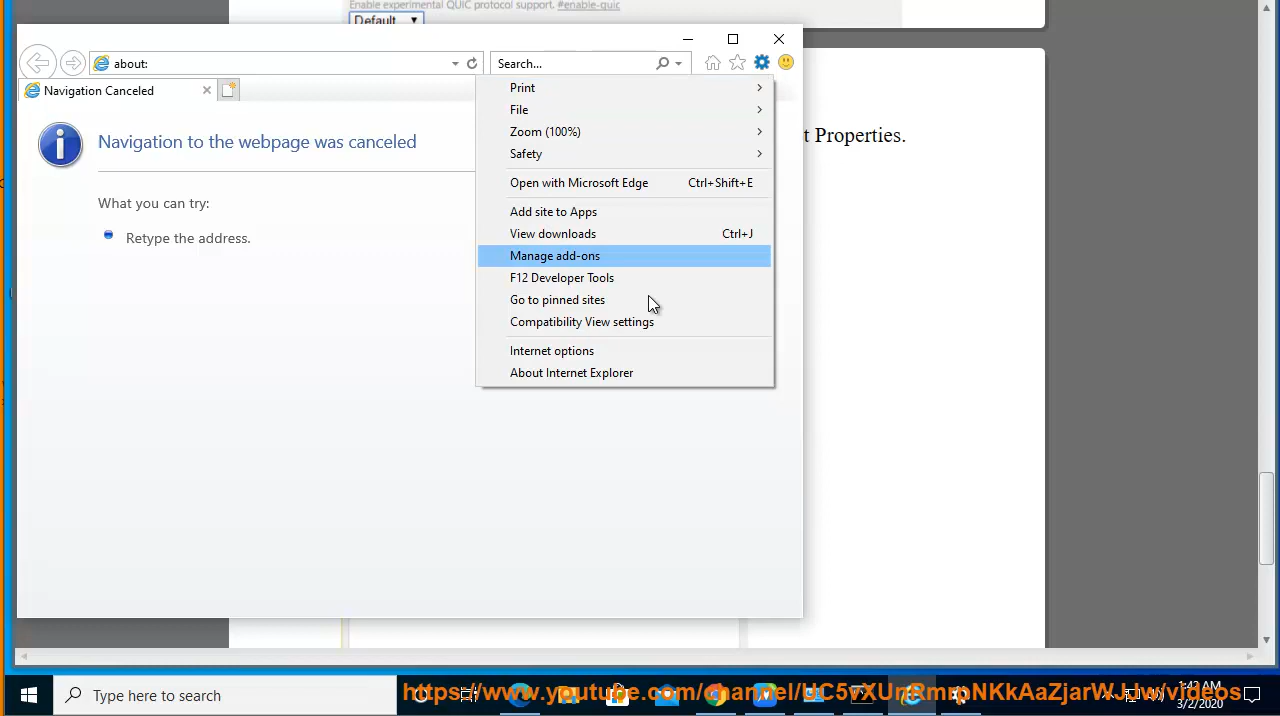 Enable experimental QUIC protocol support. #enable-quic
Default
about:
Search...
Navigation Canceled
Print
File
Zoom (100%)
Safety
Open with Microsoft Edge Ctrl+Shift+E
Add site to Apps
View downloads Ctrl+J
Manage add-ons
F12 Developer Tools
Go to pinned sites
Compatibility View settings
Internet options
About Internet Explorer
Navigation to the webpage was canceled
What you can try:
Retype the address.
t Properties.
Type here to search
1:42 AM
3/2/2020